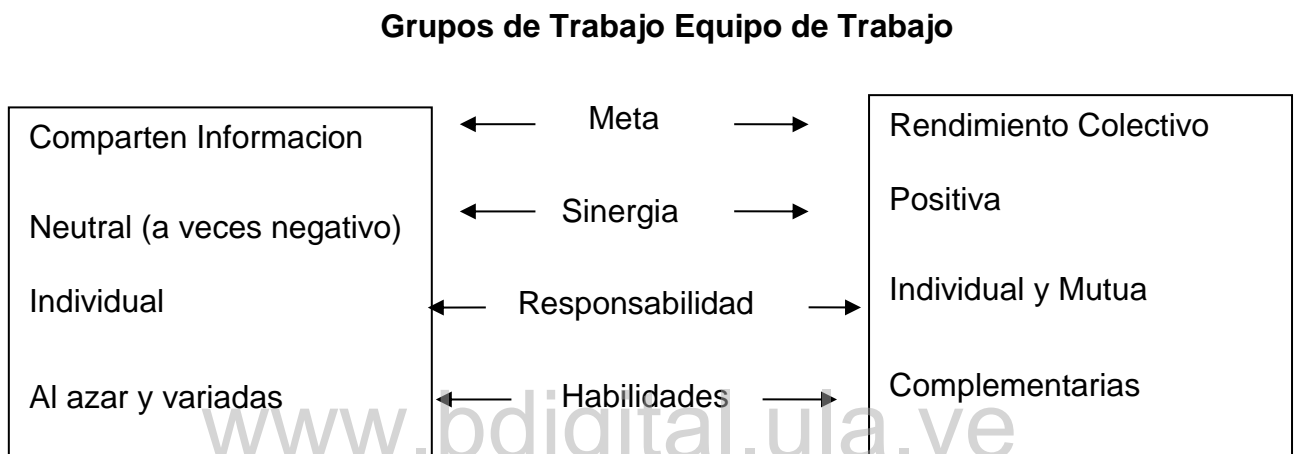 Grupos de Trabajo Equipo de Trabajo
Comparten Informacion
Meta
Rendimiento Colectivo
Neutral (a veces negativo)
Sinergia
Positiva
Individual
Responsabilidad
Individual y Mutua
Al azar y variadas
Habilidades
Complementarias
www.bdigital.ula.ve